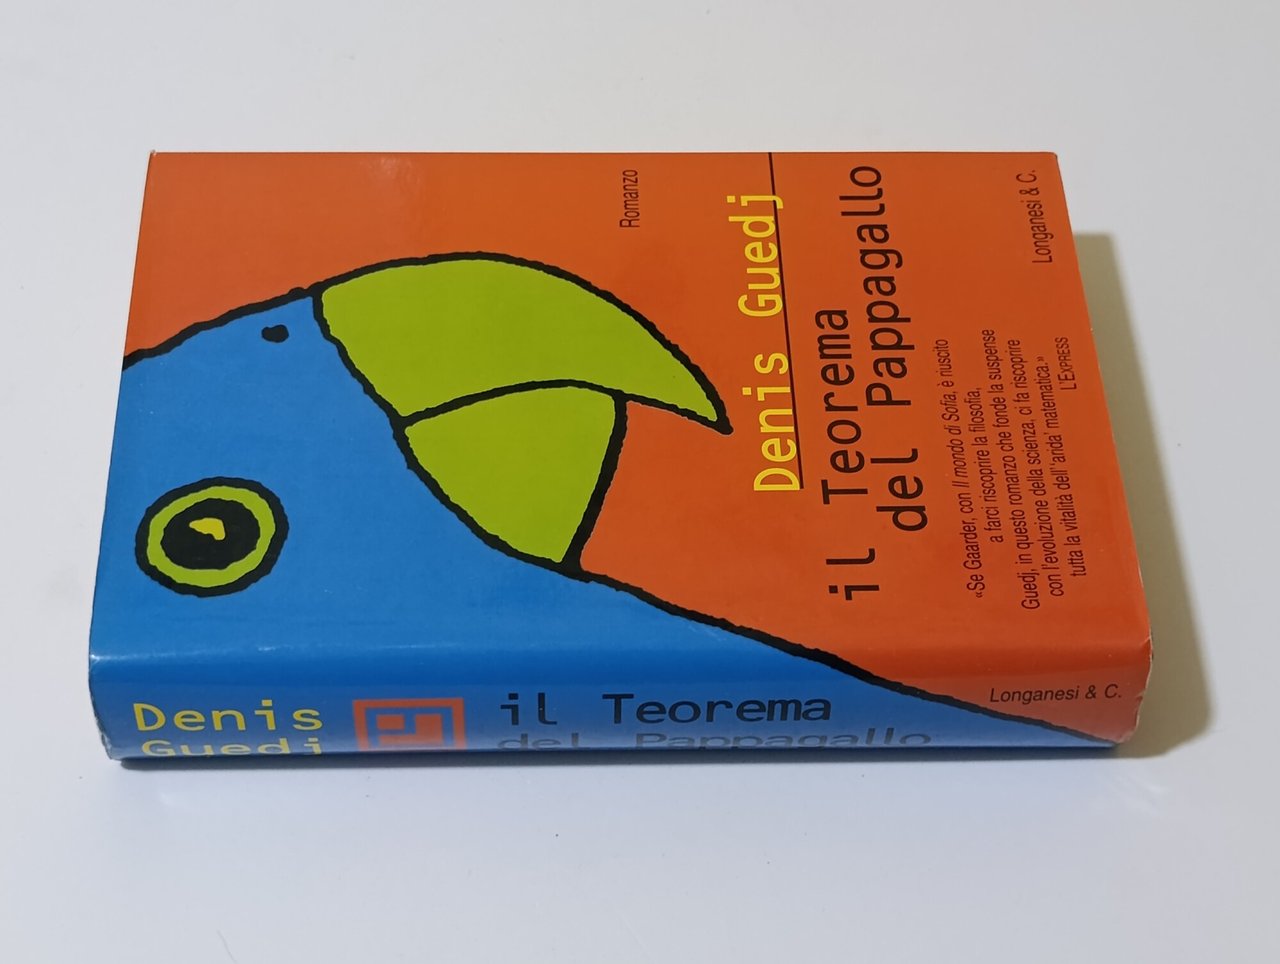 Romanzo
Denis Guedj
il Teorema
del Pappagallo
«Se Gaarder, con Il mondo di Sofia, è riuscito
a farci riscoprire la filosofia,
Guedj, in questo romanzo che fonde la suspense
con l'evoluzione della scienza, ci fa riscoprire
tutta la vitalità dell'‘arida’ matematica.»
L'EXPRESS
Longanesi & C.
Denis
Guedj
il Teorema
del Pappagallo
Longanesi & C.